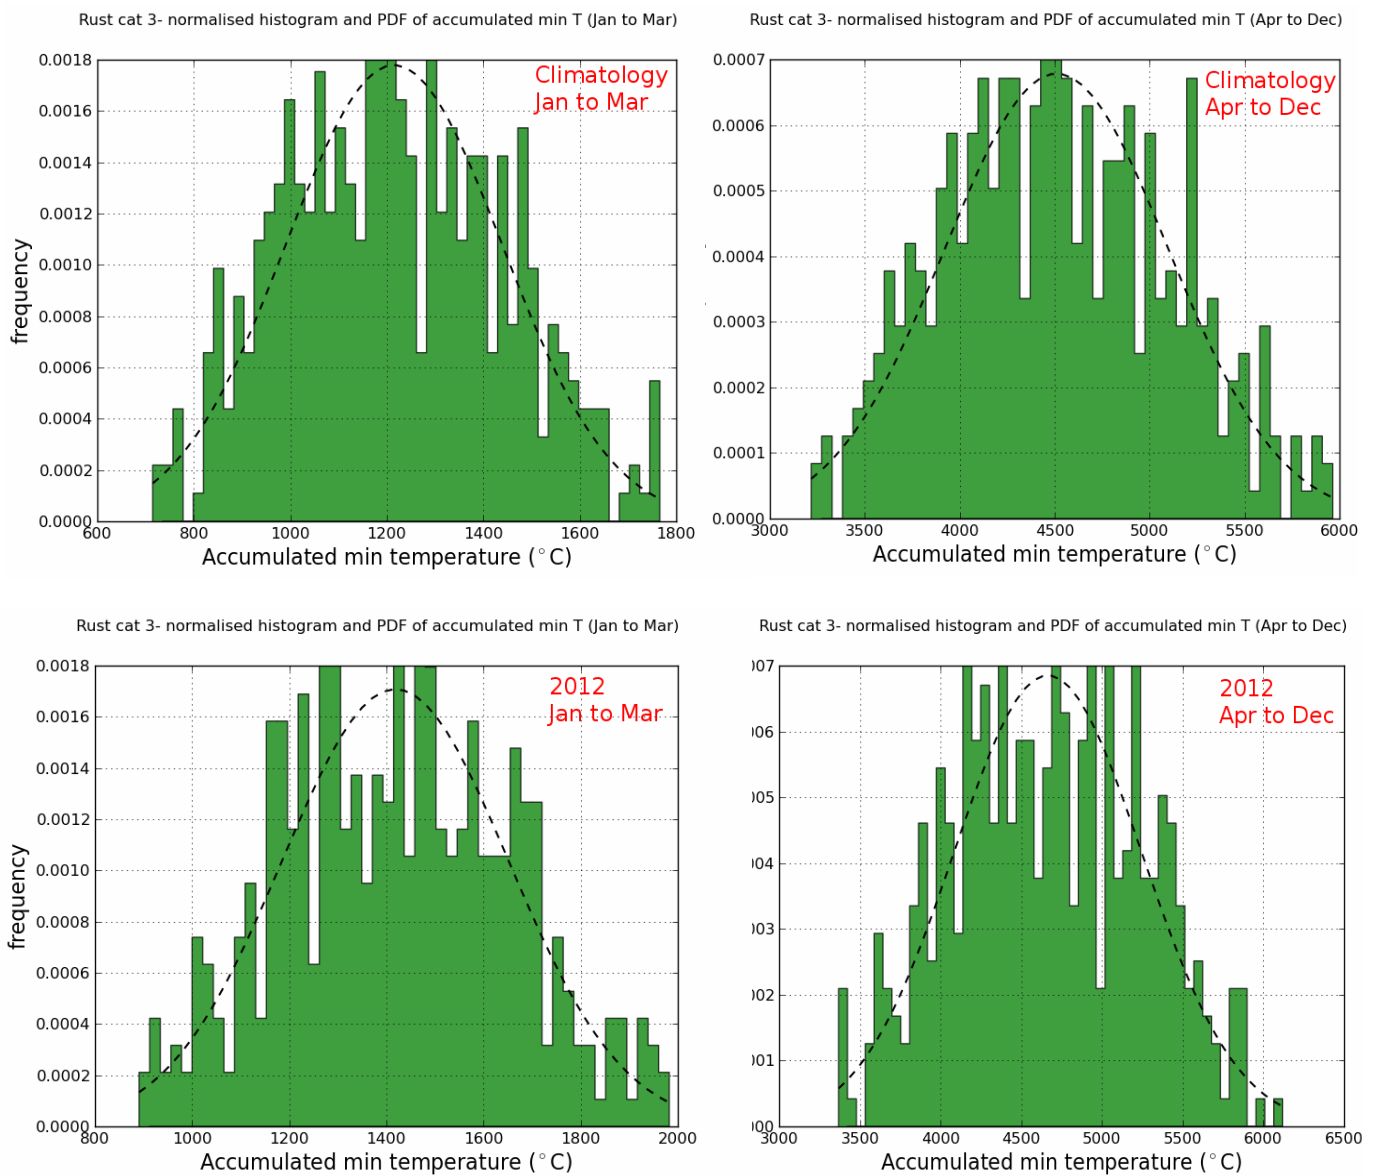 Rust cat 3- normalised histogram and PDF of accumulated min T (Jan to Mar)
0.0018
0.0016
0.0014
0.0012
0.0010
0.0008
0.0006
0.0004
0.0002
0.0000
frequency
Climatology
Jan to Mar
600 800 1000 1200 1400 1600 1800
Accumulated min temperature (°C)
Rust cat 3- normalised histogram and PDF of accumulated min T (Apr to Dec)
0.0007
0.0006
0.0005
0.0004
0.0003
0.0002
0.0001
0.0000
Climatology
Apr to Dec
3000 3500 4000 4500 5000 5500 6000
Accumulated min temperature (°C)
Rust cat 3- normalised histogram and PDF of accumulated min T (Jan to Mar)
0.0018
0.0016
0.0014
0.0012
0.0010
0.0008
0.0006
0.0004
0.0002
0.0000
frequency
2012
Jan to Mar
800 1000 1200 1400 1600 1800 2000
Accumulated min temperature (°C)
Rust cat 3- normalised histogram and PDF of accumulated min T (Apr to Dec)
007
006
005
004
003
002
001
000
2012
Apr to Dec
3000 3500 4000 4500 5000 5500 6000 6500
Accumulated min temperature (°C)